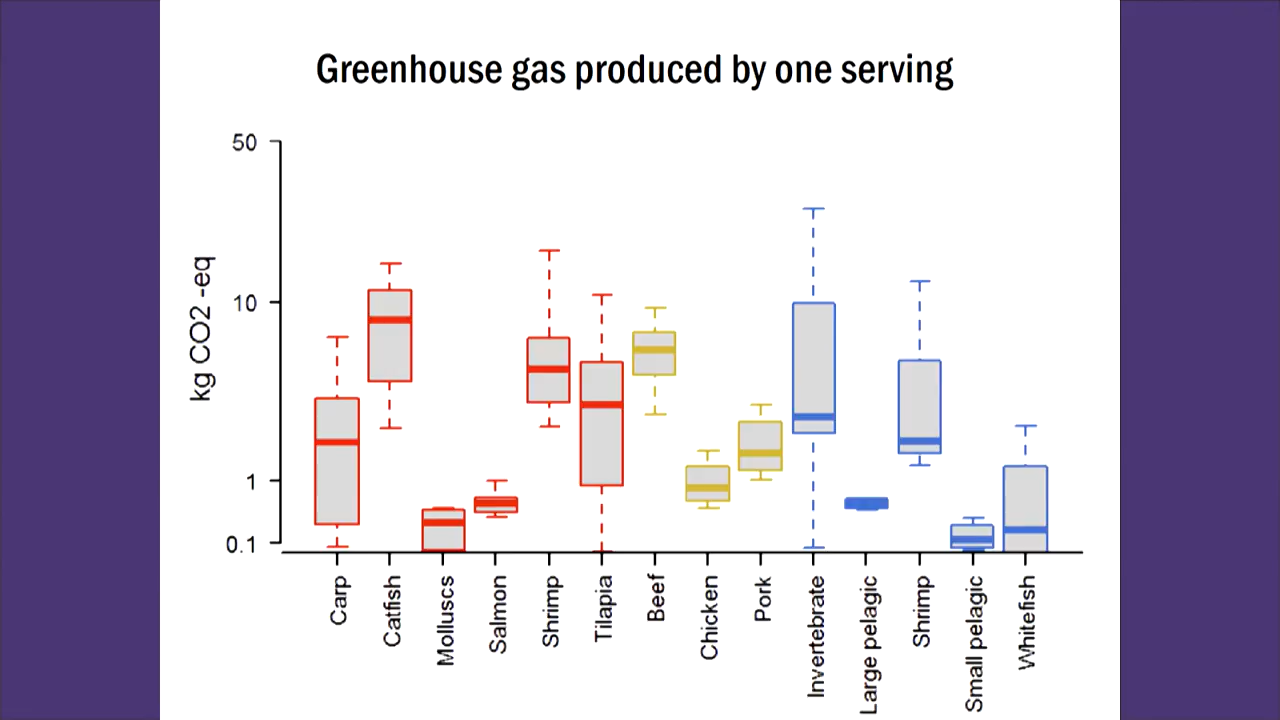 Greenhouse gas produced by one serving
kg CO2 -eq
50
10
1
0.1
Carp
Catfish
Molluscs
Salmon
Shrimp
Tilapia
Beef
Chicken
Pork
Invertebrate
Large pelagic
Shrimp
Small pelagic
Whitefish